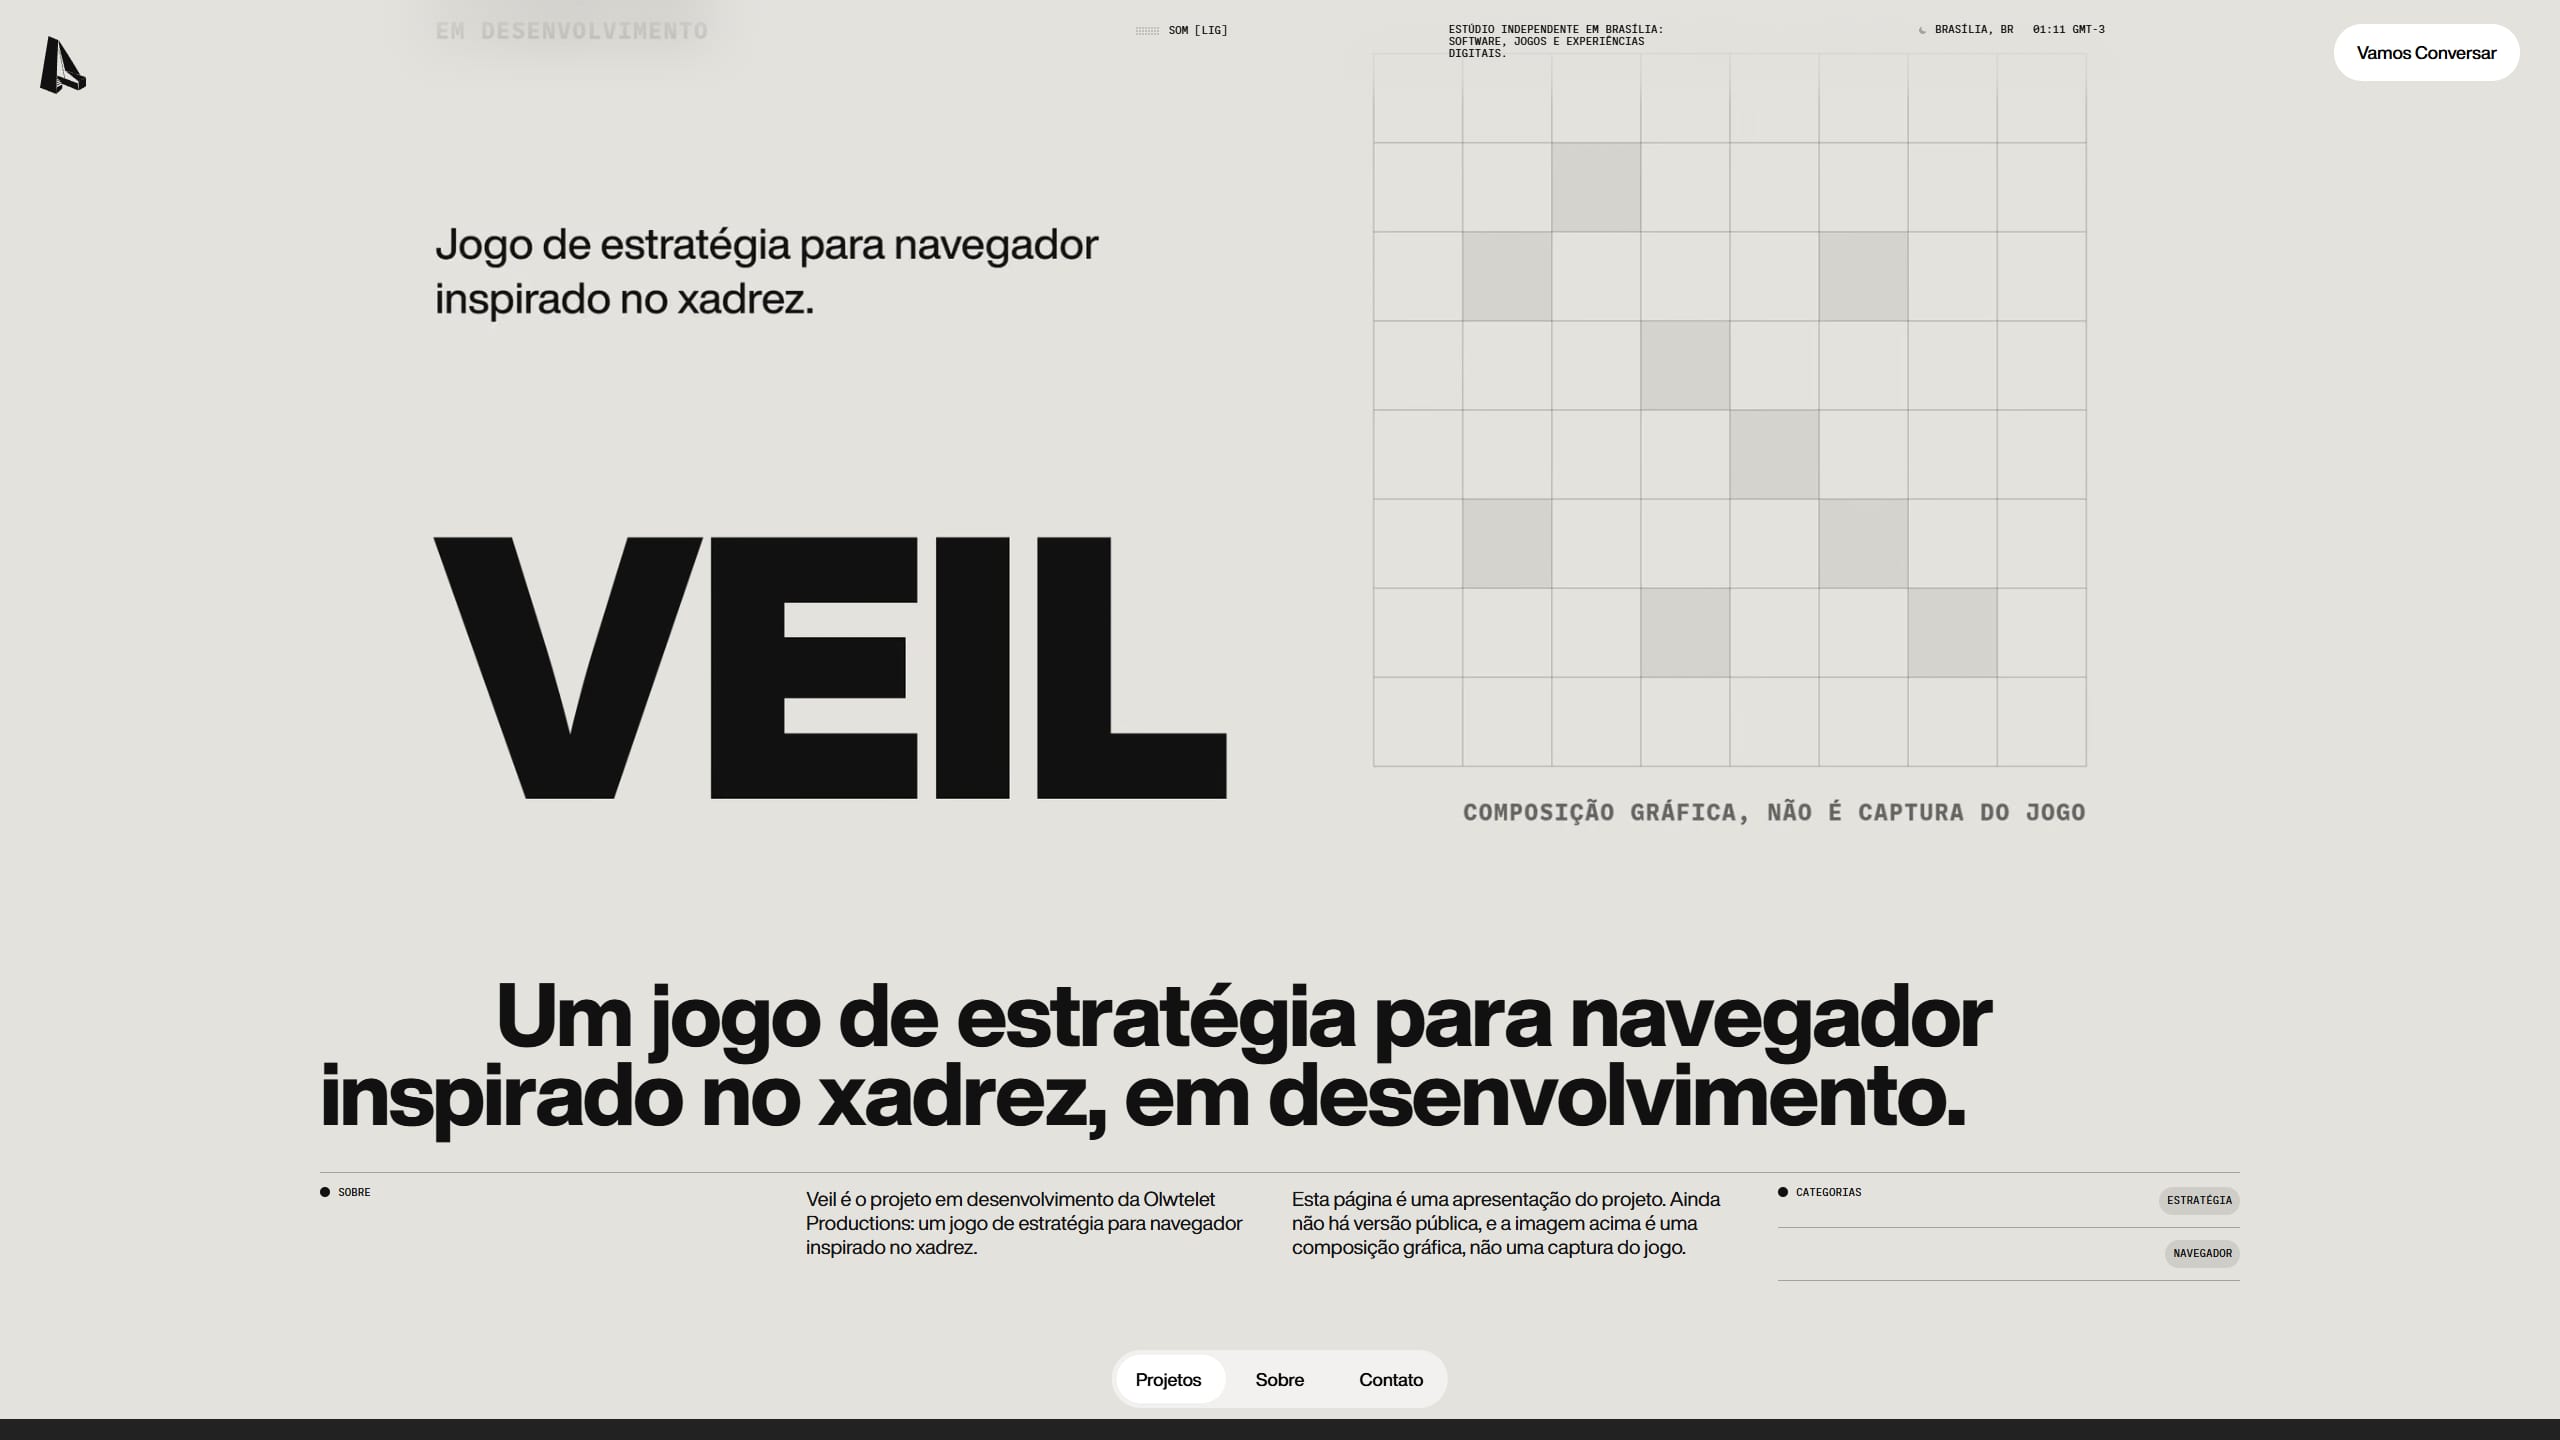 EM DESENVOLVIMENTO
SOM [LIG]
ESTÚDIO INDEPENDENTE EM BRASÍLIA:
SOFTWARE, JOGOS E EXPERIÊNCIAS
DIGITAIS.
BRASÍLIA, BR 01:11 GMT-3
Vamos Conversar
Jogo de estratégia para navegador
inspirado no xadrez.
VEIL
COMPOSIÇÃO GRÁFICA, NÃO É CAPTURA DO JOGO
Um jogo de estratégia para navegador
inspirado no xadrez, em desenvolvimento.
SOBRE
Veil é o projeto em desenvolvimento da Olwtelet
Productions: um jogo de estratégia para navegador
inspirado no xadrez.
Esta página é uma apresentação do projeto. Ainda
não há versão pública, e a imagem acima é uma
composição gráfica, não uma captura do jogo.
CATEGORIAS
ESTRATÉGIA
NAVEGADOR
Projetos
Sobre
Contato